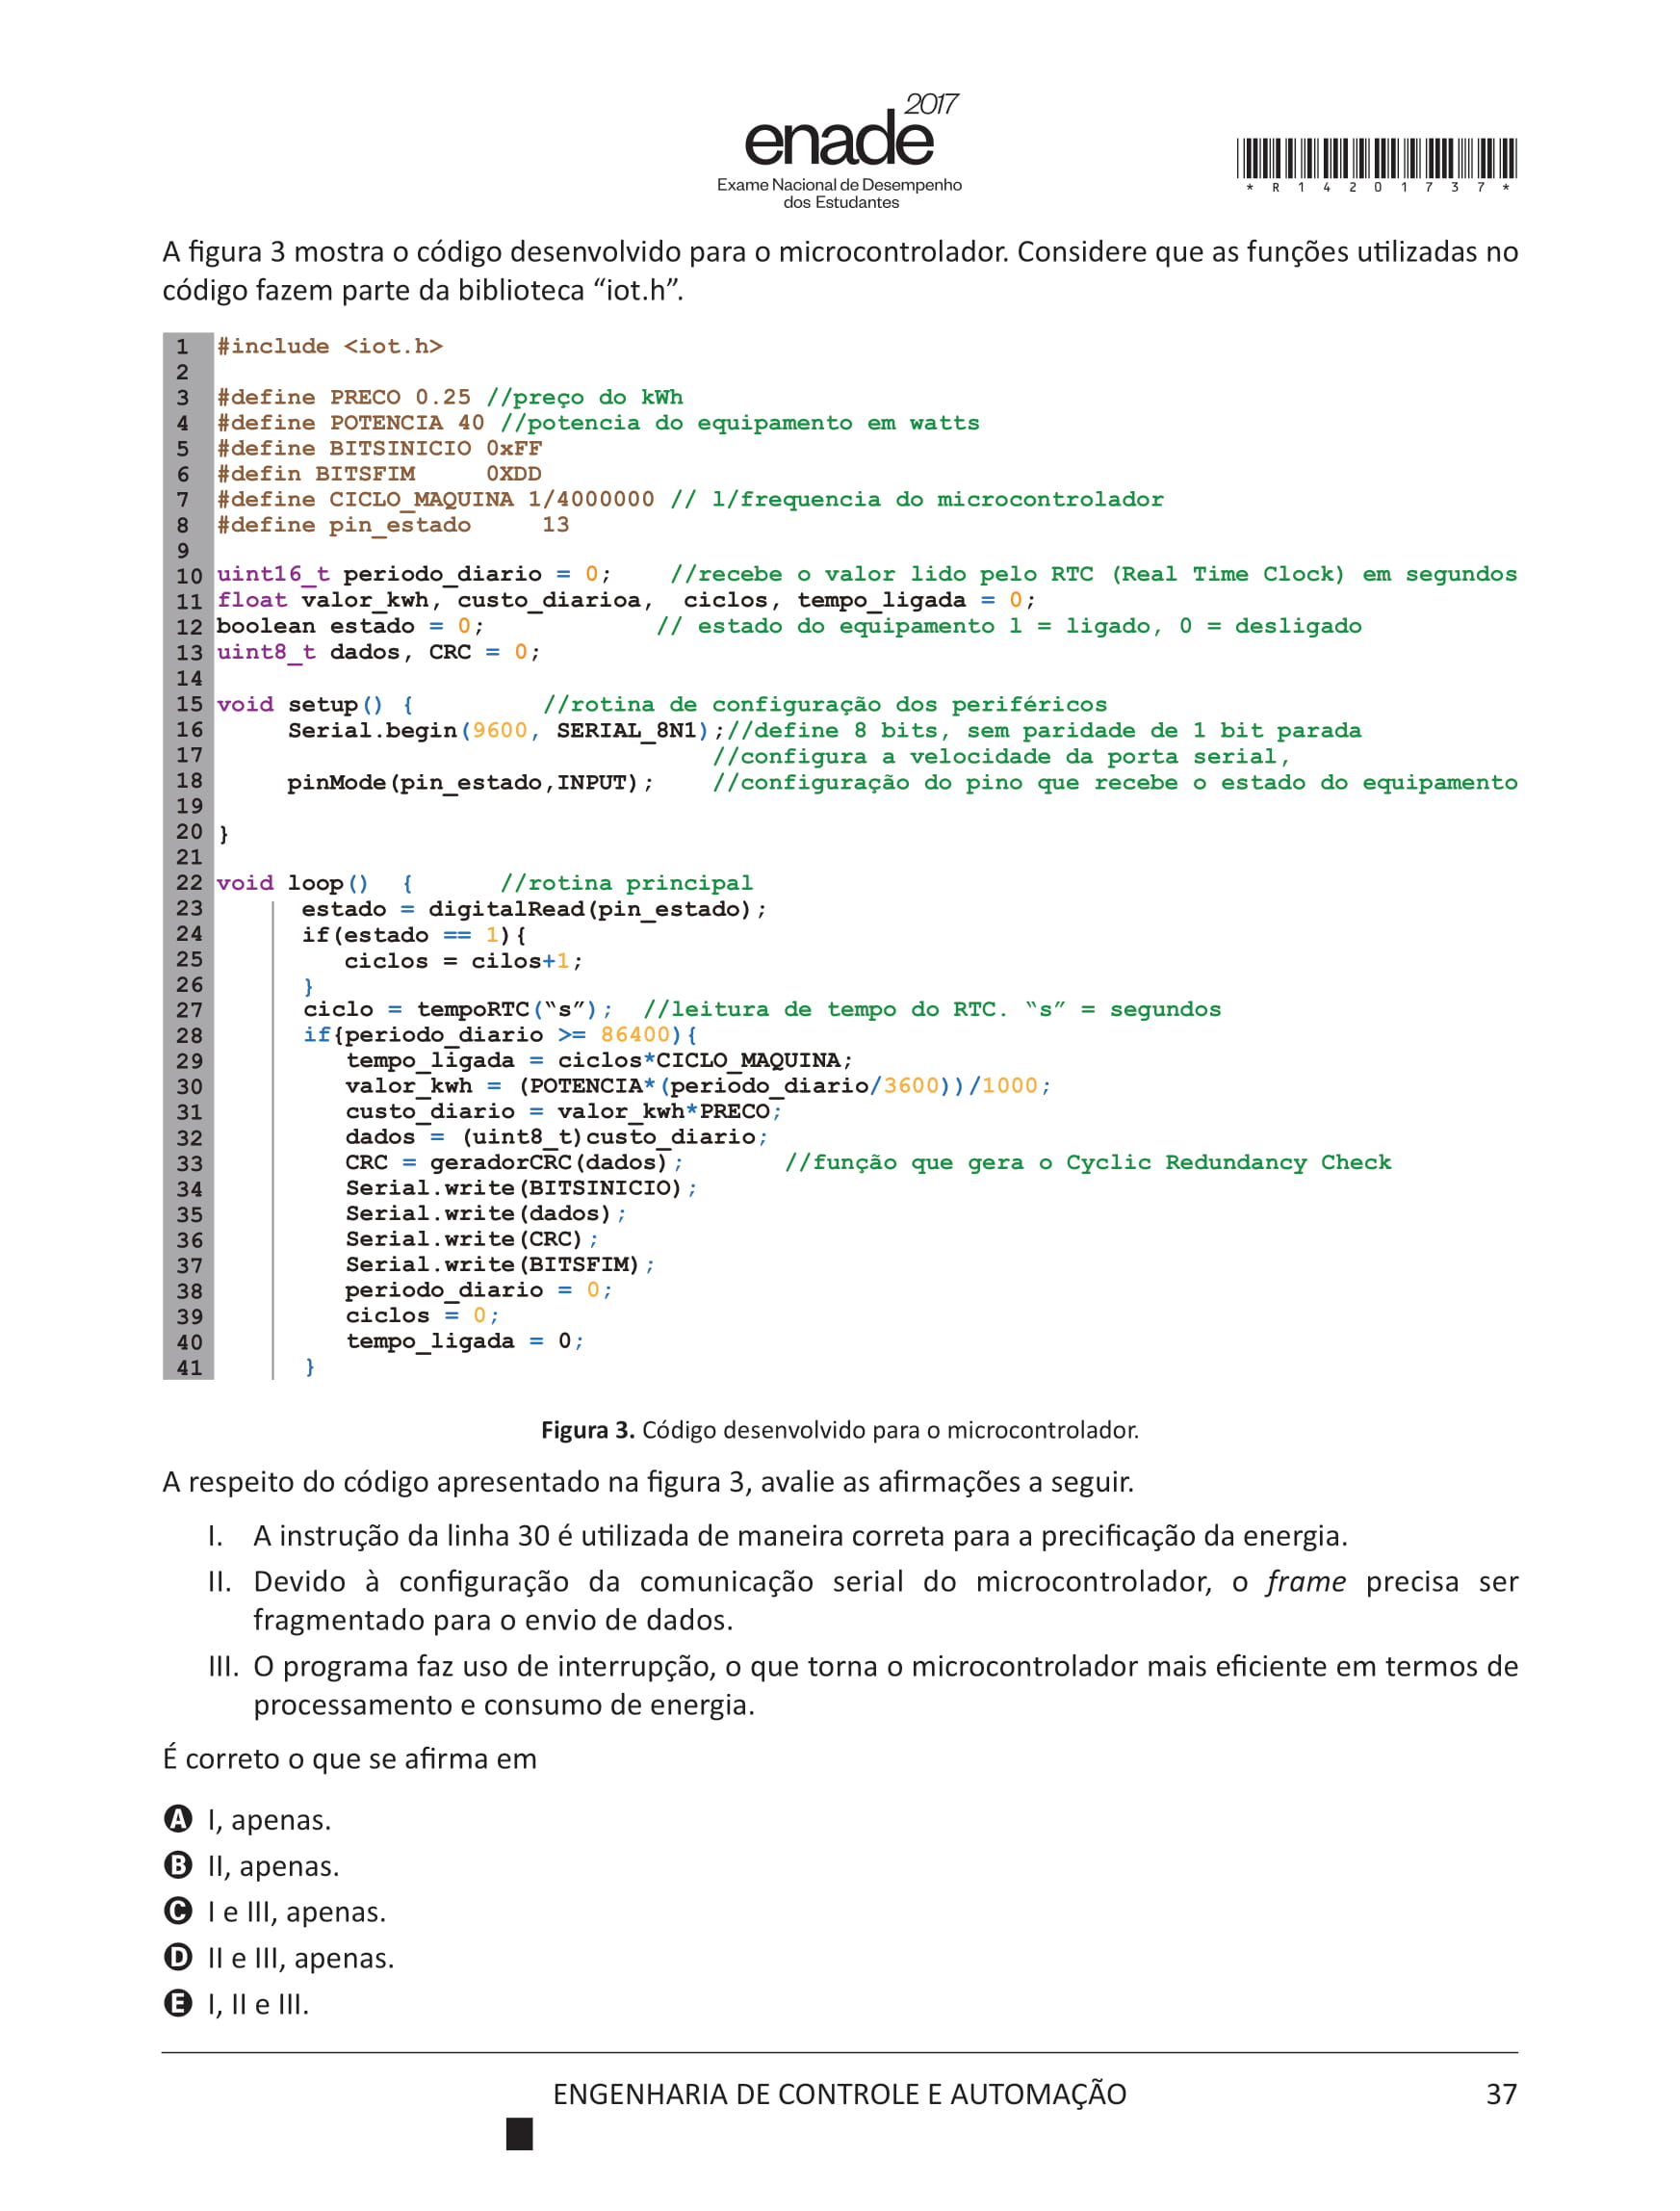 2017
enade
Exame Nacional de Desempenho
dos Estudantes
* R 1 4 2 0 1 7 3 7 *
A figura 3 mostra o código desenvolvido para o microcontrolador. Considere que as funções utilizadas no
código fazem parte da biblioteca “iot.h”.
1 #include <iot.h>
2
3 #define PRECO 0.25 //preço do kWh
4 #define POTENCIA 40 //potencia do equipamento em watts
5 #define BITSINICIO 0xFF
6 #defin BITSFIM 0XDD
7 #define CICLO_MAQUINA 1/4000000 // 1/frequencia do microcontrolador
8 #define pin_estado 13
9
10 uint16_t periodo_diario = 0; //recebe o valor lido pelo RTC (Real Time Clock) em segundos
11 float valor_kwh, custo_diarioa, ciclos, tempo_ligada = 0;
12 boolean estado = 0; // estado do equipamento 1 = ligado, 0 = desligado
13 uint8_t dados, CRC = 0;
14
15 void setup() { //rotina de configuração dos periféricos
16 Serial.begin(9600, SERIAL_8N1);//define 8 bits, sem paridade de 1 bit parada
17 //configura a velocidade da porta serial,
18 pinMode(pin_estado,INPUT); //configuração do pino que recebe o estado do equipamento
19
20 }
21
22 void loop() { //rotina principal
23 estado = digitalRead(pin_estado);
24 if(estado == 1){
25 ciclos = cilos+1;
26 }
27 ciclo = tempoRTC(“s”); //leitura de tempo do RTC. “s” = segundos
28 if{periodo_diario >= 86400){
29 tempo_ligada = ciclos*CICLO_MAQUINA;
30 valor_kwh = (POTENCIA*(periodo_diario/3600))/1000;
31 custo_diario = valor_kwh*PRECO;
32 dados = (uint8_t)custo_diario;
33 CRC = geradorCRC(dados); //função que gera o Cyclic Redundancy Check
34 Serial.write(BITSINICIO);
35 Serial.write(dados);
36 Serial.write(CRC);
37 Serial.write(BITSFIM);
38 periodo_diario = 0;
39 ciclos = 0;
40 tempo_ligada = 0;
41 }
Figura 3. Código desenvolvido para o microcontrolador.
A respeito do código apresentado na figura 3, avalie as afirmações a seguir.
I. A instrução da linha 30 é utilizada de maneira correta para a precificação da energia.
II. Devido à configuração da comunicação serial do microcontrolador, o frame precisa ser
fragmentado para o envio de dados.
III. O programa faz uso de interrupção, o que torna o microcontrolador mais eficiente em termos de
processamento e consumo de energia.
É correto o que se afirma em
A I, apenas.
B II, apenas.
C I e III, apenas.
D II e III, apenas.
E I, II e III.
ENGENHARIA DE CONTROLE E AUTOMAÇÃO 37